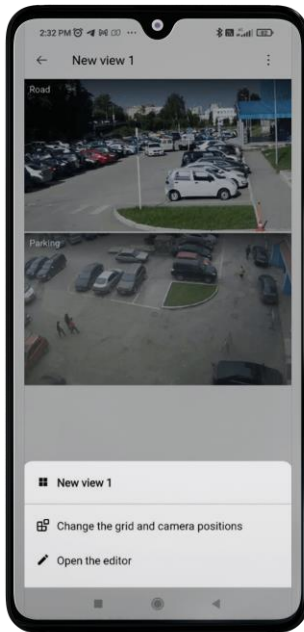 2:32 PM
New view 1
Road
Parking
New view 1
Change the grid and camera positions
Open the editor